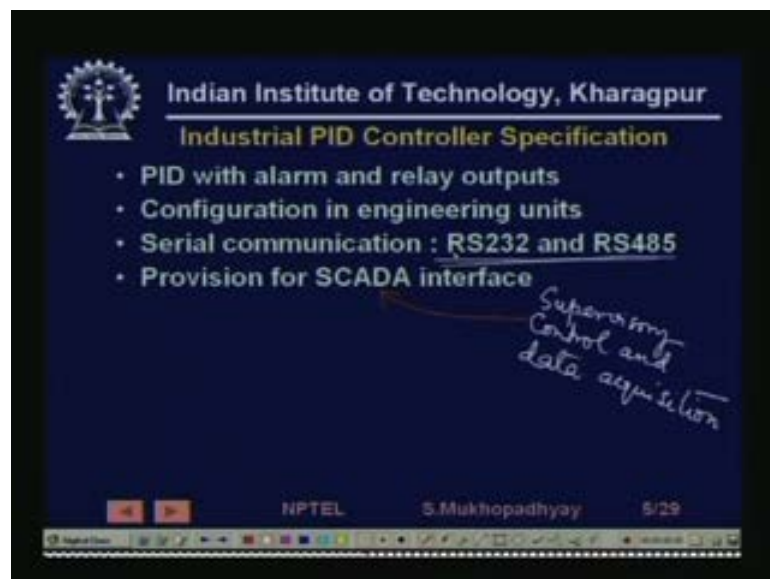 Indian Institute of Technology, Kharagpur
Industrial PID Controller Specification
• PID with alarm and relay outputs
• Configuration in engineering units
• Serial communication : RS232 and RS485
• Provision for SCADA interface
Supervisory
Control and
data acquisition
NPTEL S.Mukhopadhyay 5/29